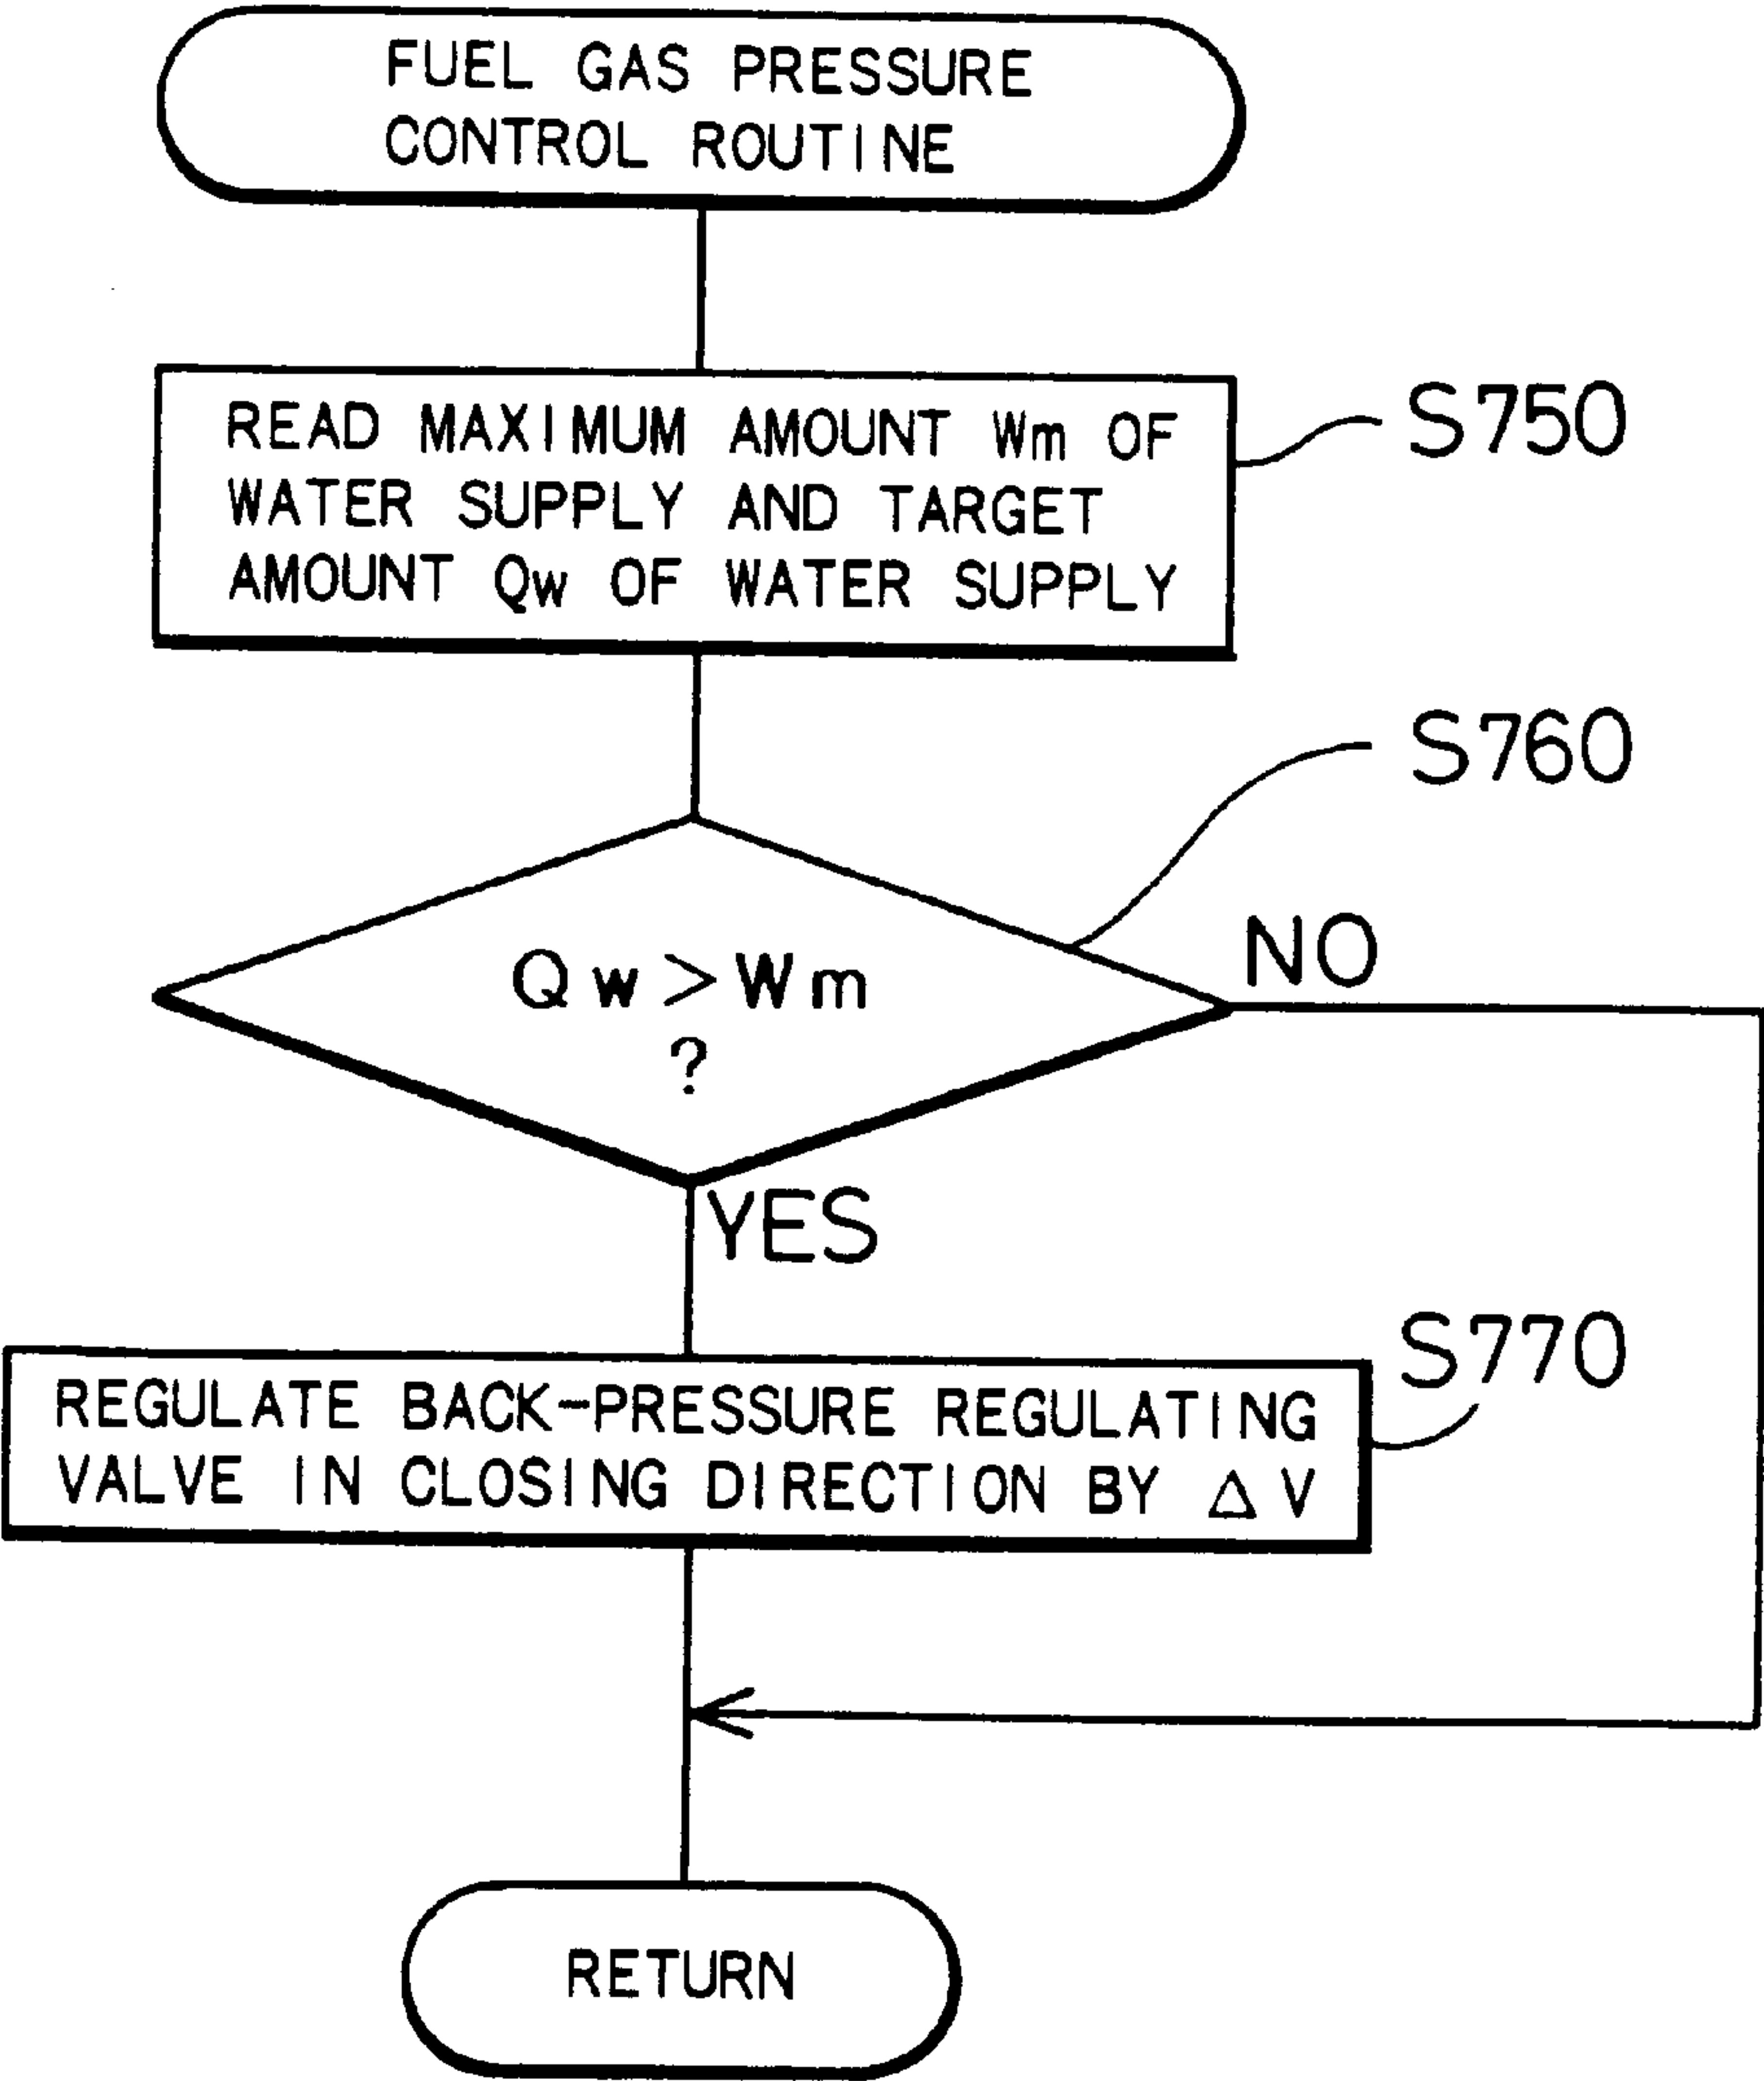 FUEL GAS PRESSURE
CONTROL ROUTINE
READ MAXIMUM AMOUNT Wm OF
WATER SUPPLY AND TARGET
AMOUNT Qw OF WATER SUPPLY
S750
S760
Qw>Wm
?
NO
YES
S770
REGULATE BACK-PRESSURE REGULATING
VALVE IN CLOSING DIRECTION BY △V
RETURN